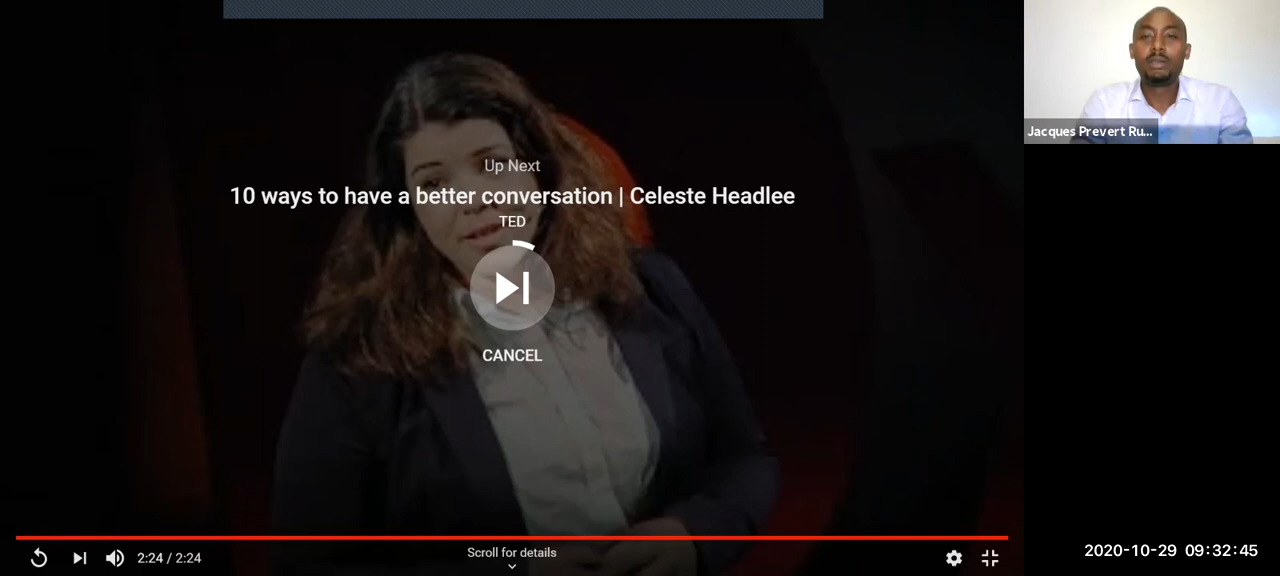 Up Next
10 ways to have a better conversation | Celeste Headlee
TED
CANCEL
2:24 / 2:24
Scroll for details
Jacques Prevert Ru...
2020-10-29 09:32:45